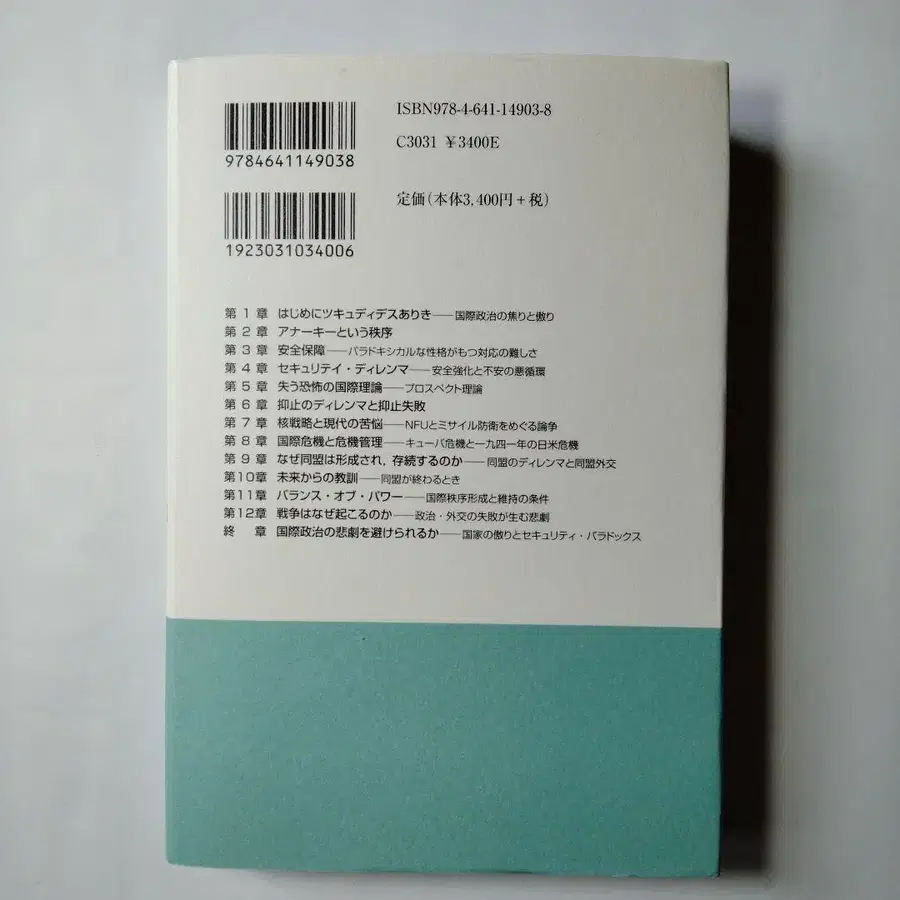 ISBN978-4-641-14903-8
9784641149038
C3031 ￥3400E
定価(本体3,400円+税)
1923031034006
第1章 はじめにツキュディデスありき──国際政治の焦りと傲り
第2章 アナーキーという秩序
第3章 安全保障──パラドキシカルな性格がもつ対応の難しさ
第4章 セキュリティ・ディレンマ──安全強化と不安の悪循環
第5章 失う恐怖の国際理論──プロスペクト理論
第6章 抑止のディレンマと抑止失敗
第7章 核戦略と現代の苦悩──NFUとミサイル防衛をめぐる論争
第8章 国際危機と危機管理──キューバ危機と一九四一年の日米危機
第9章 なぜ同盟は形成され,存続するのか──同盟のディレンマと同盟外交
第10章 未来からの教訓──同盟が終わるとき
第11章 バランス・オブ・パワー──国際秩序形成と維持の条件
第12章 戦争はなぜ起こるのか──政治・外交の失敗が生む悲劇
終 章 国際政治の悲劇を避けられるか──国家の傲りとセキュリティ・パラドックス